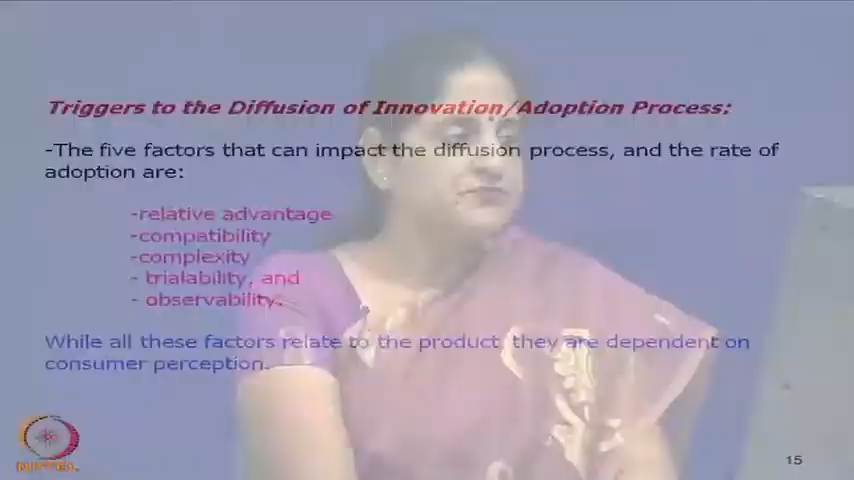 Triggers to the Diffusion of Innovation/Adoption Process:
-The five factors that can impact the diffusion process, and the rate of
adoption are:
-relative advantage
-compatibility
-complexity
- trialability, and
- observability.
While all these factors relate to the product, they are dependent on
consumer perception.
NPTEL
15